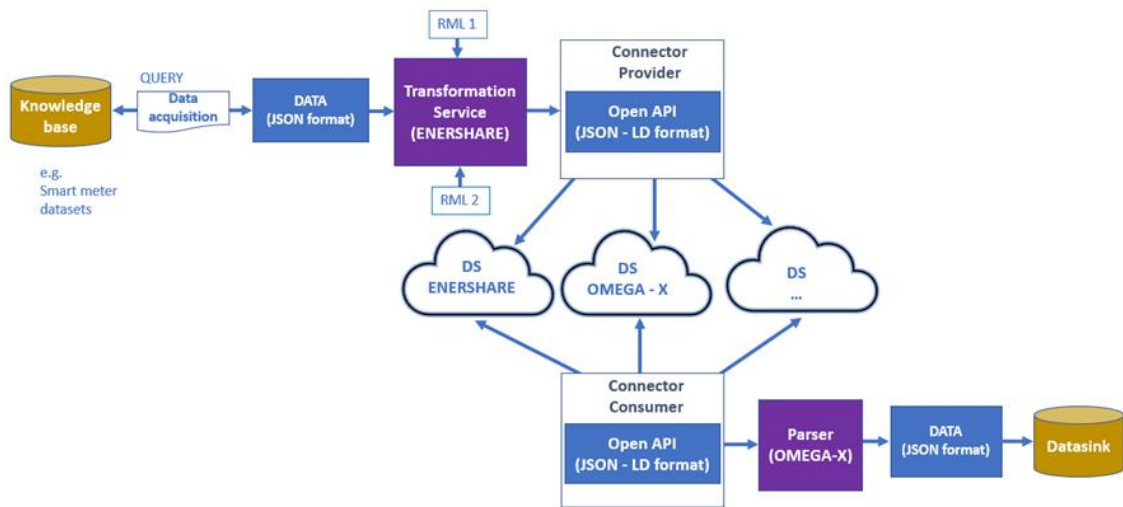 RML 1
QUERY
Knowledge
base
Data
acquisition
DATA
(JSON format)
Transformation
Service
(ENERSHARE)
Connector
Provider
Open API
(JSON - LD format)
e.g.
Smart meter
datasets
RML 2
DS
ENERSHARE
DS
OMEGA - X
DS
...
Connector
Consumer
Open API
(JSON - LD format)
Parser
(OMEGA-X)
DATA
(JSON format)
Datasink